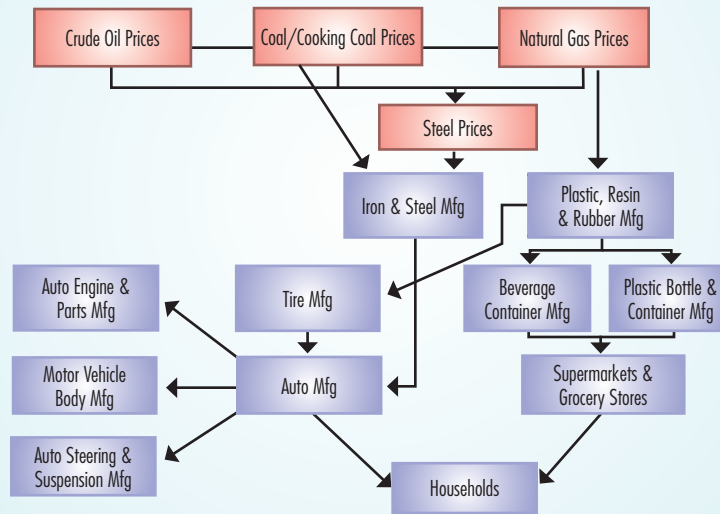 Crude Oil Prices
Coal/Cooking Coal Prices
Natural Gas Prices
Steel Prices
Iron & Steel Mfg
Plastic, Resin
& Rubber Mfg
Auto Engine &
Parts Mfg
Tire Mfg
Beverage
Container Mfg
Plastic Bottle &
Container Mfg
Motor Vehicle
Body Mfg
Auto Mfg
Supermarkets &
Grocery Stores
Auto Steering &
Suspension Mfg
Households